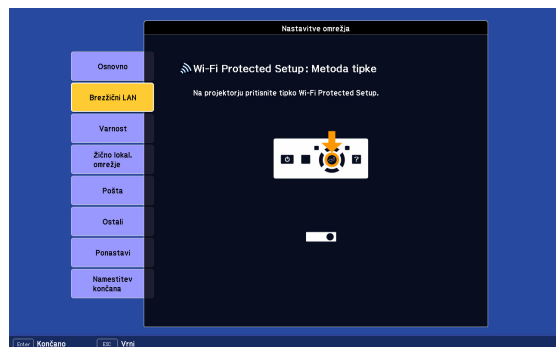 Nastavitve omrežja
Osnovno
Brezžični LAN
Varnost
Žično lokal.
omrežje
Pošta
Ostali
Ponastavi
Namestitev
končana
Wi-Fi Protected Setup: Metoda tipke
Na projektorju pritisnite tipko Wi-Fi Protected Setup.
?
Enter Končano
ESC Vrni